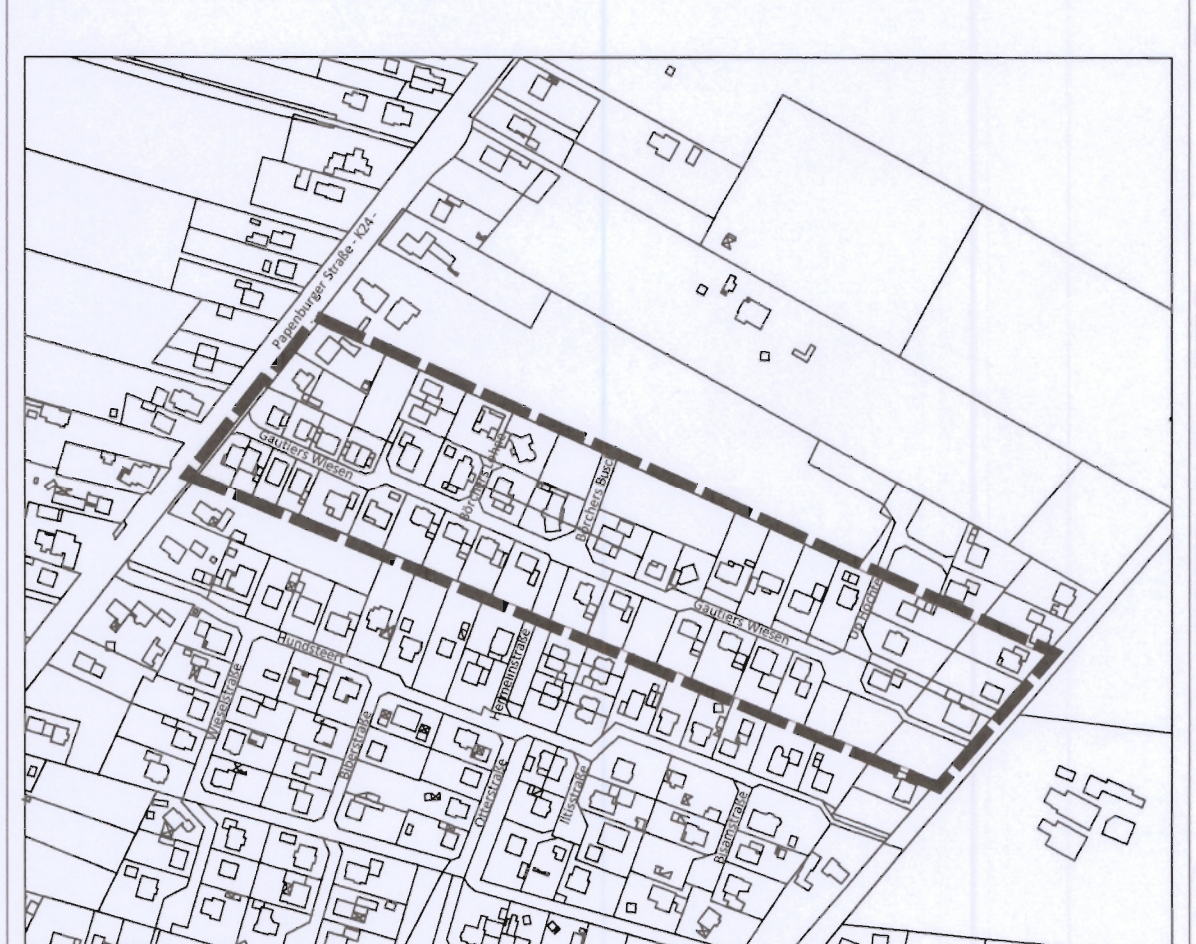 Papenburger Straße - K24 -
Gautiers Wiesen
Borchers Busch
Gautiers Wiesen
Hundsteert
Hermelinstraße
Wieselstraße
Biberstraße
Otterstraße
Iltisstraße
Bisamstraße